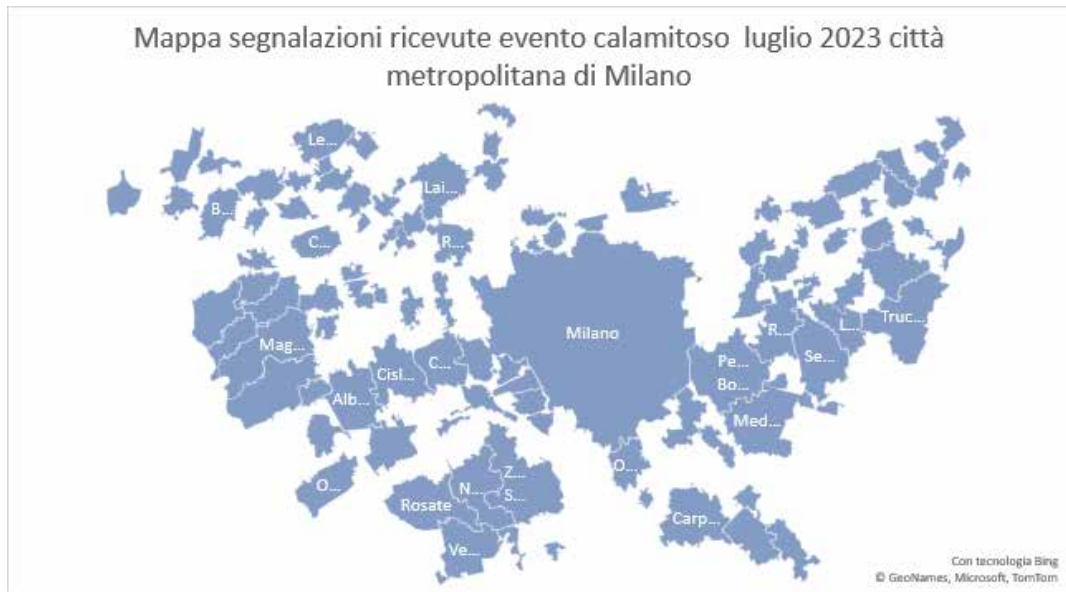 Mappa segnalazioni ricevute evento calamitoso luglio 2023 città
metropolitana di Milano
Le...
Lai...
B...
R...
C...
Milano
Mag...
R...
L...
Truc...
Se...
C...
Cisl...
Pe...
Bo...
Alb...
Med...
O...
Z...
N...
S...
O...
Rosate
Carp...
Ve...
Con tecnologia Bing
© GeoNames, Microsoft, TomTom